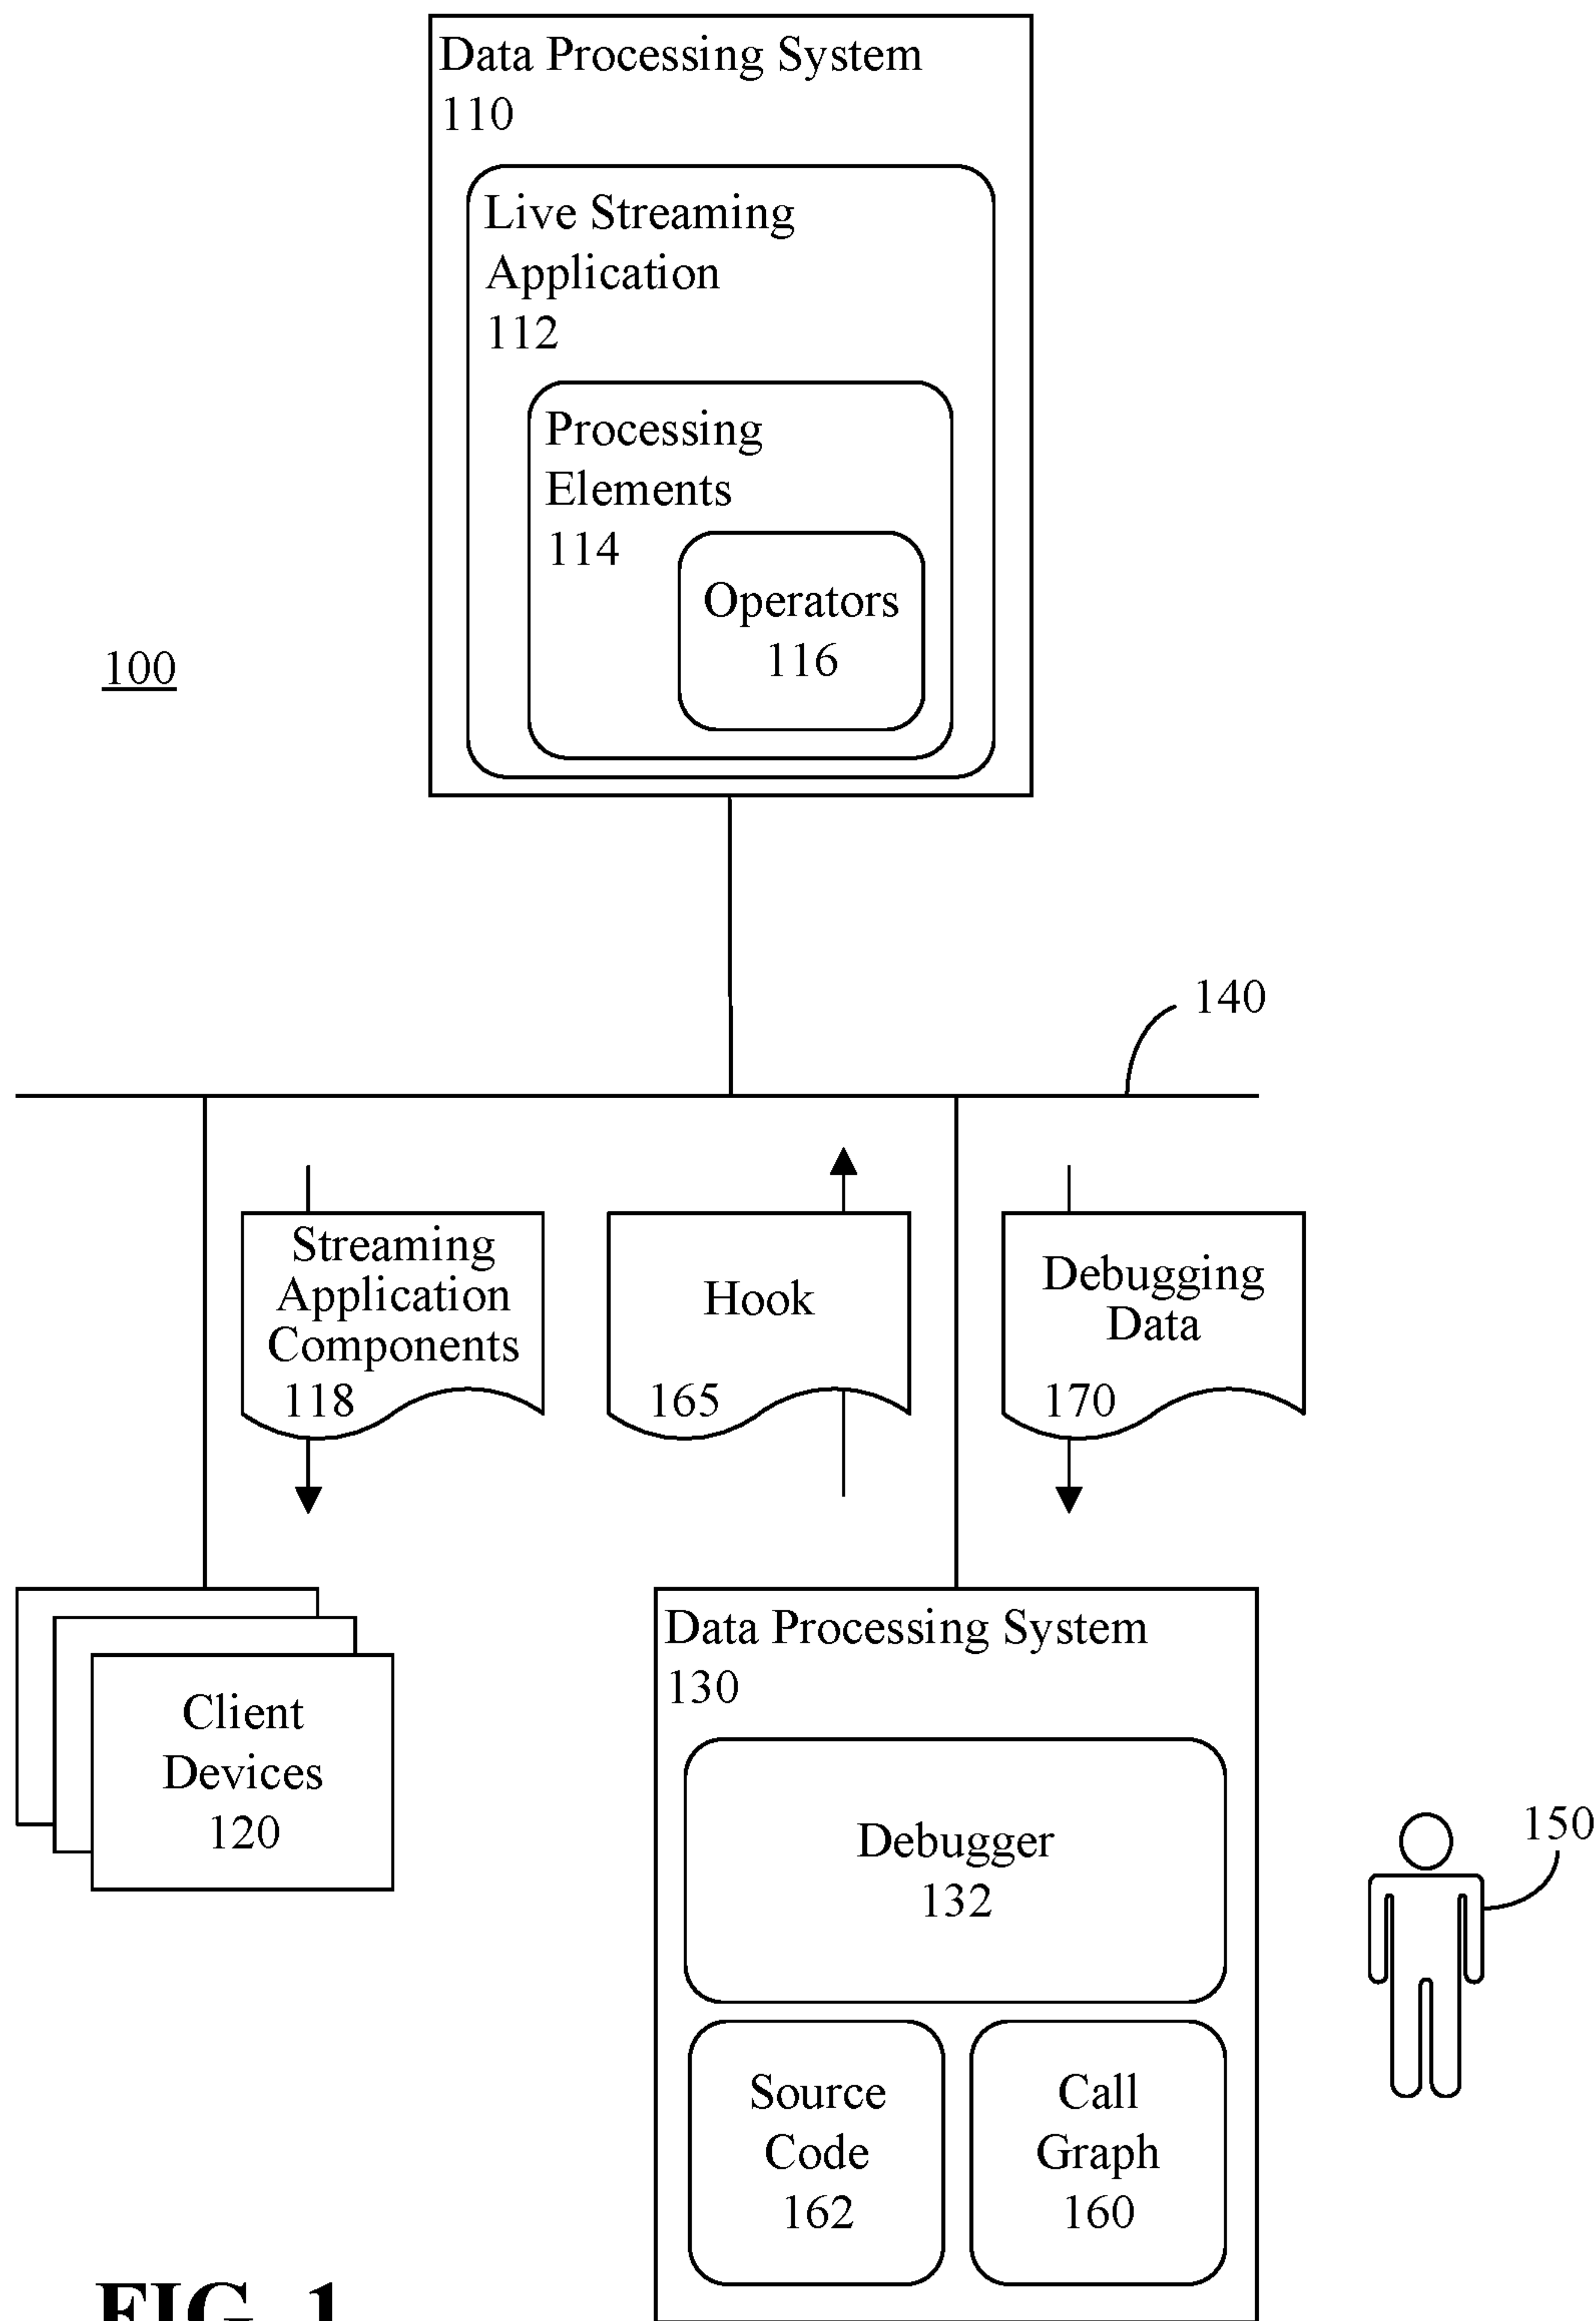 Data Processing System
110
Live Streaming
Application
112
Processing
Elements
114
Operators
116
100
140
Streaming
Application
Components
118
Hook
165
Debugging
Data
170
Client
Devices
120
Data Processing System
130
Debugger
132
Source
Code
162
Call
Graph
160
150
FIG. 1